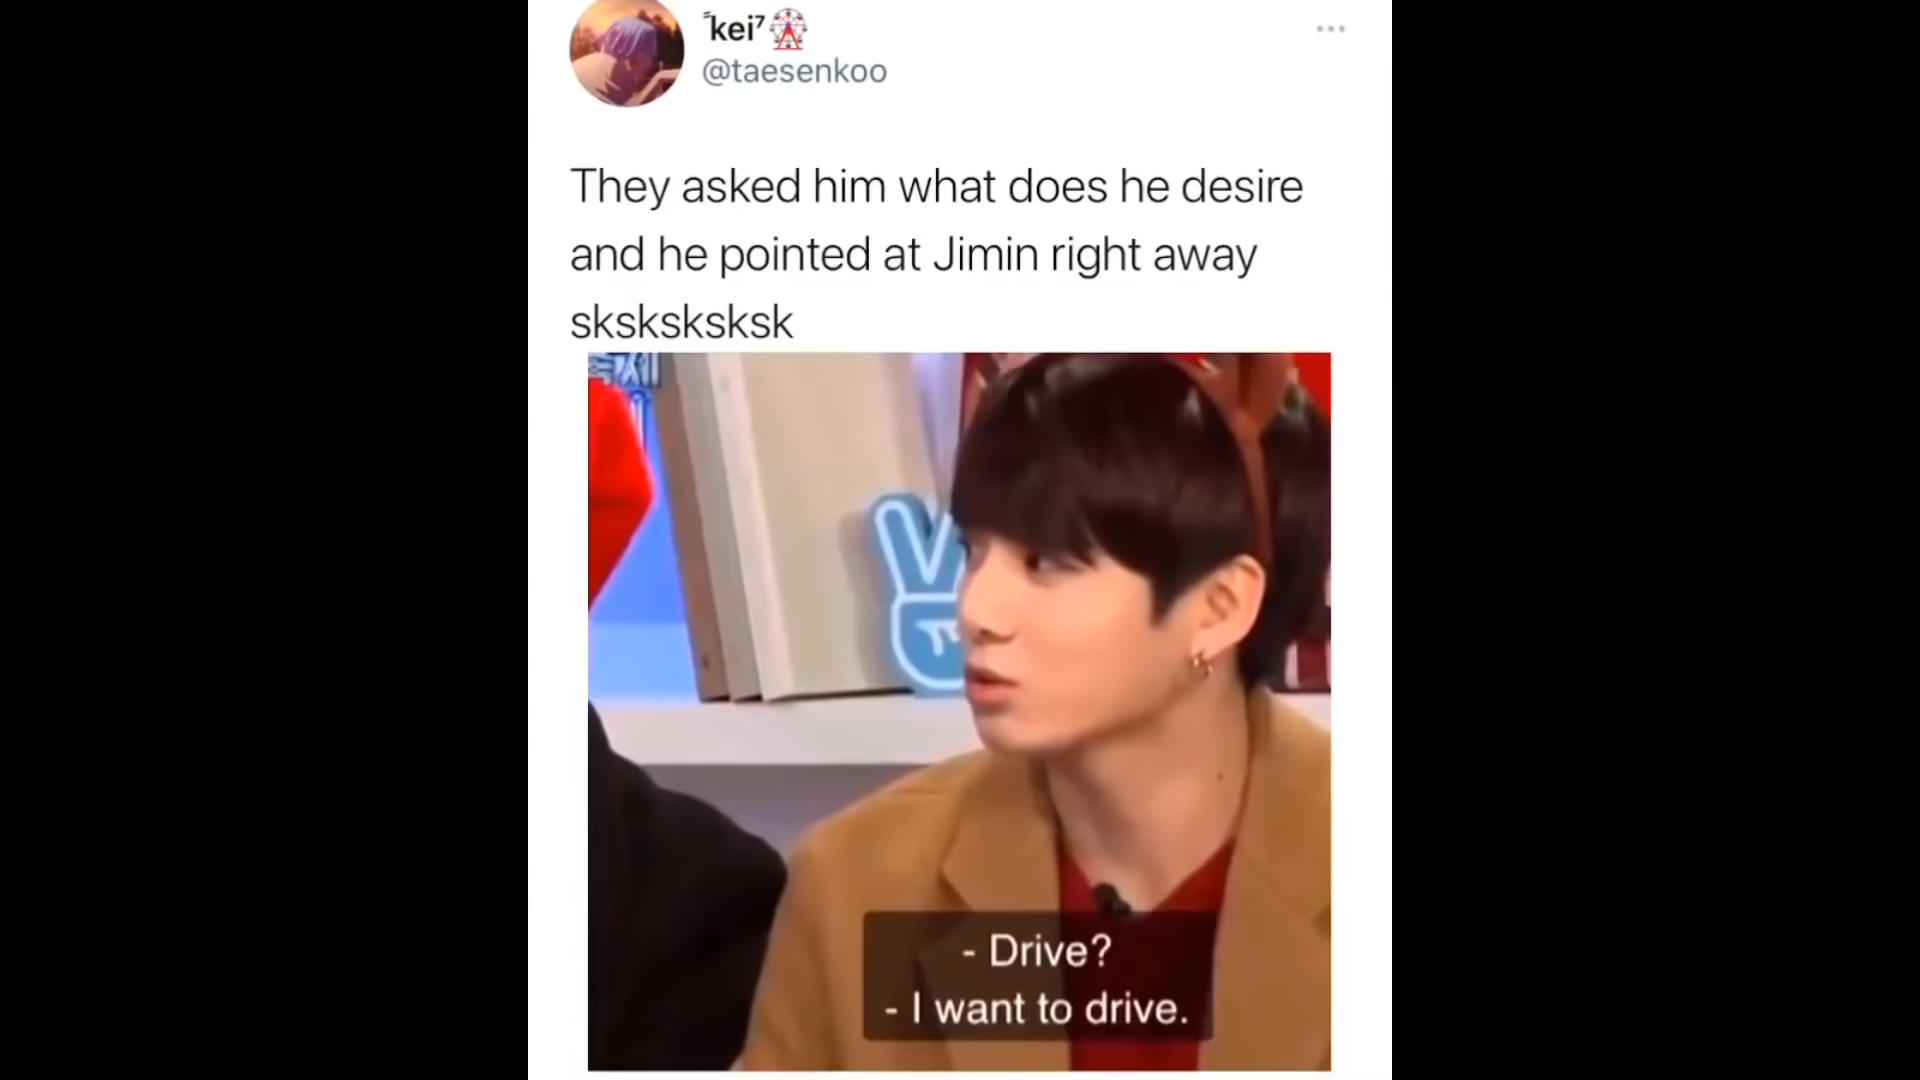 kei⁷🎡
@taesenkoo
They asked him what does he desire
and he pointed at Jimin right away
sksksksksk
- Drive?
- I want to drive.